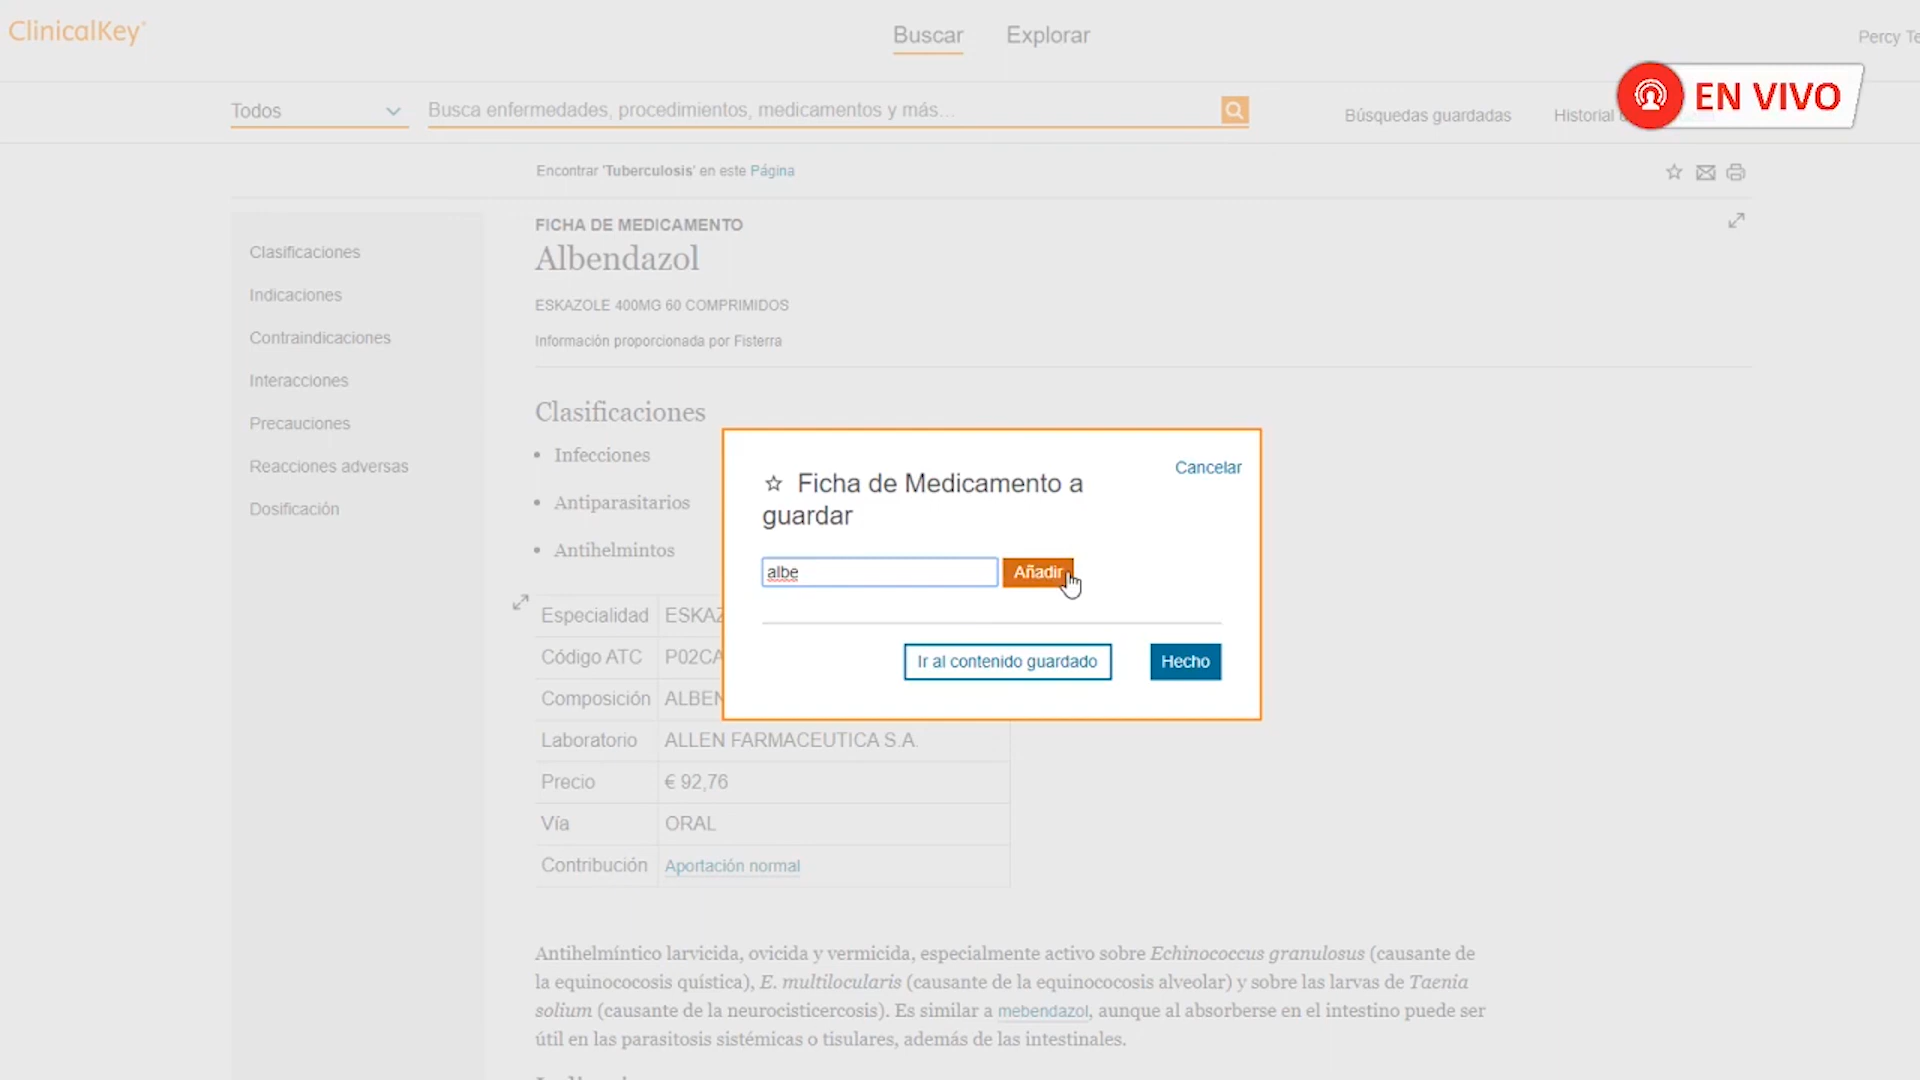 ClinicalKey
Buscar
Explorar
Percy Te
EN VIVO
Todos
Busca enfermedades, procedimientos, medicamentos y más...
Búsquedas guardadas
Historial
Encontrar 'Tuberculosis' en este Página
Clasificaciones
Indicaciones
Contraindicaciones
Interacciones
Precauciones
Reacciones adversas
Dosificación
FICHA DE MEDICAMENTO
Albendazol
ESKAZOLE 400MG 60 COMPRIMIDOS
Información proporcionada por Fisterra
Clasificaciones
• Infecciones
• Antiparasitarios
• Antihelmintos
Cancelar
☆ Ficha de Medicamento a
guardar
albe
Añadir
Ir al contenido guardado
Hecho
Especialidad ESKAZ
Código ATC P02CA
Composición ALBEN
Laboratorio ALLEN FARMACEUTICA S.A.
Precio € 92,76
Vía ORAL
Contribución Aportación normal
Antihelmíntico larvicida, ovicida y vermicida, especialmente activo sobre Echinococcus granulosus (causante de
la equinococosis quística), E. multilocularis (causante de la equinococosis alveolar) y sobre las larvas de Taenia
solium (causante de la neurocisticercosis). Es similar a mebendazol, aunque al absorberse en el intestino puede ser
útil en las parasitosis sistémicas o tisulares, además de las intestinales.